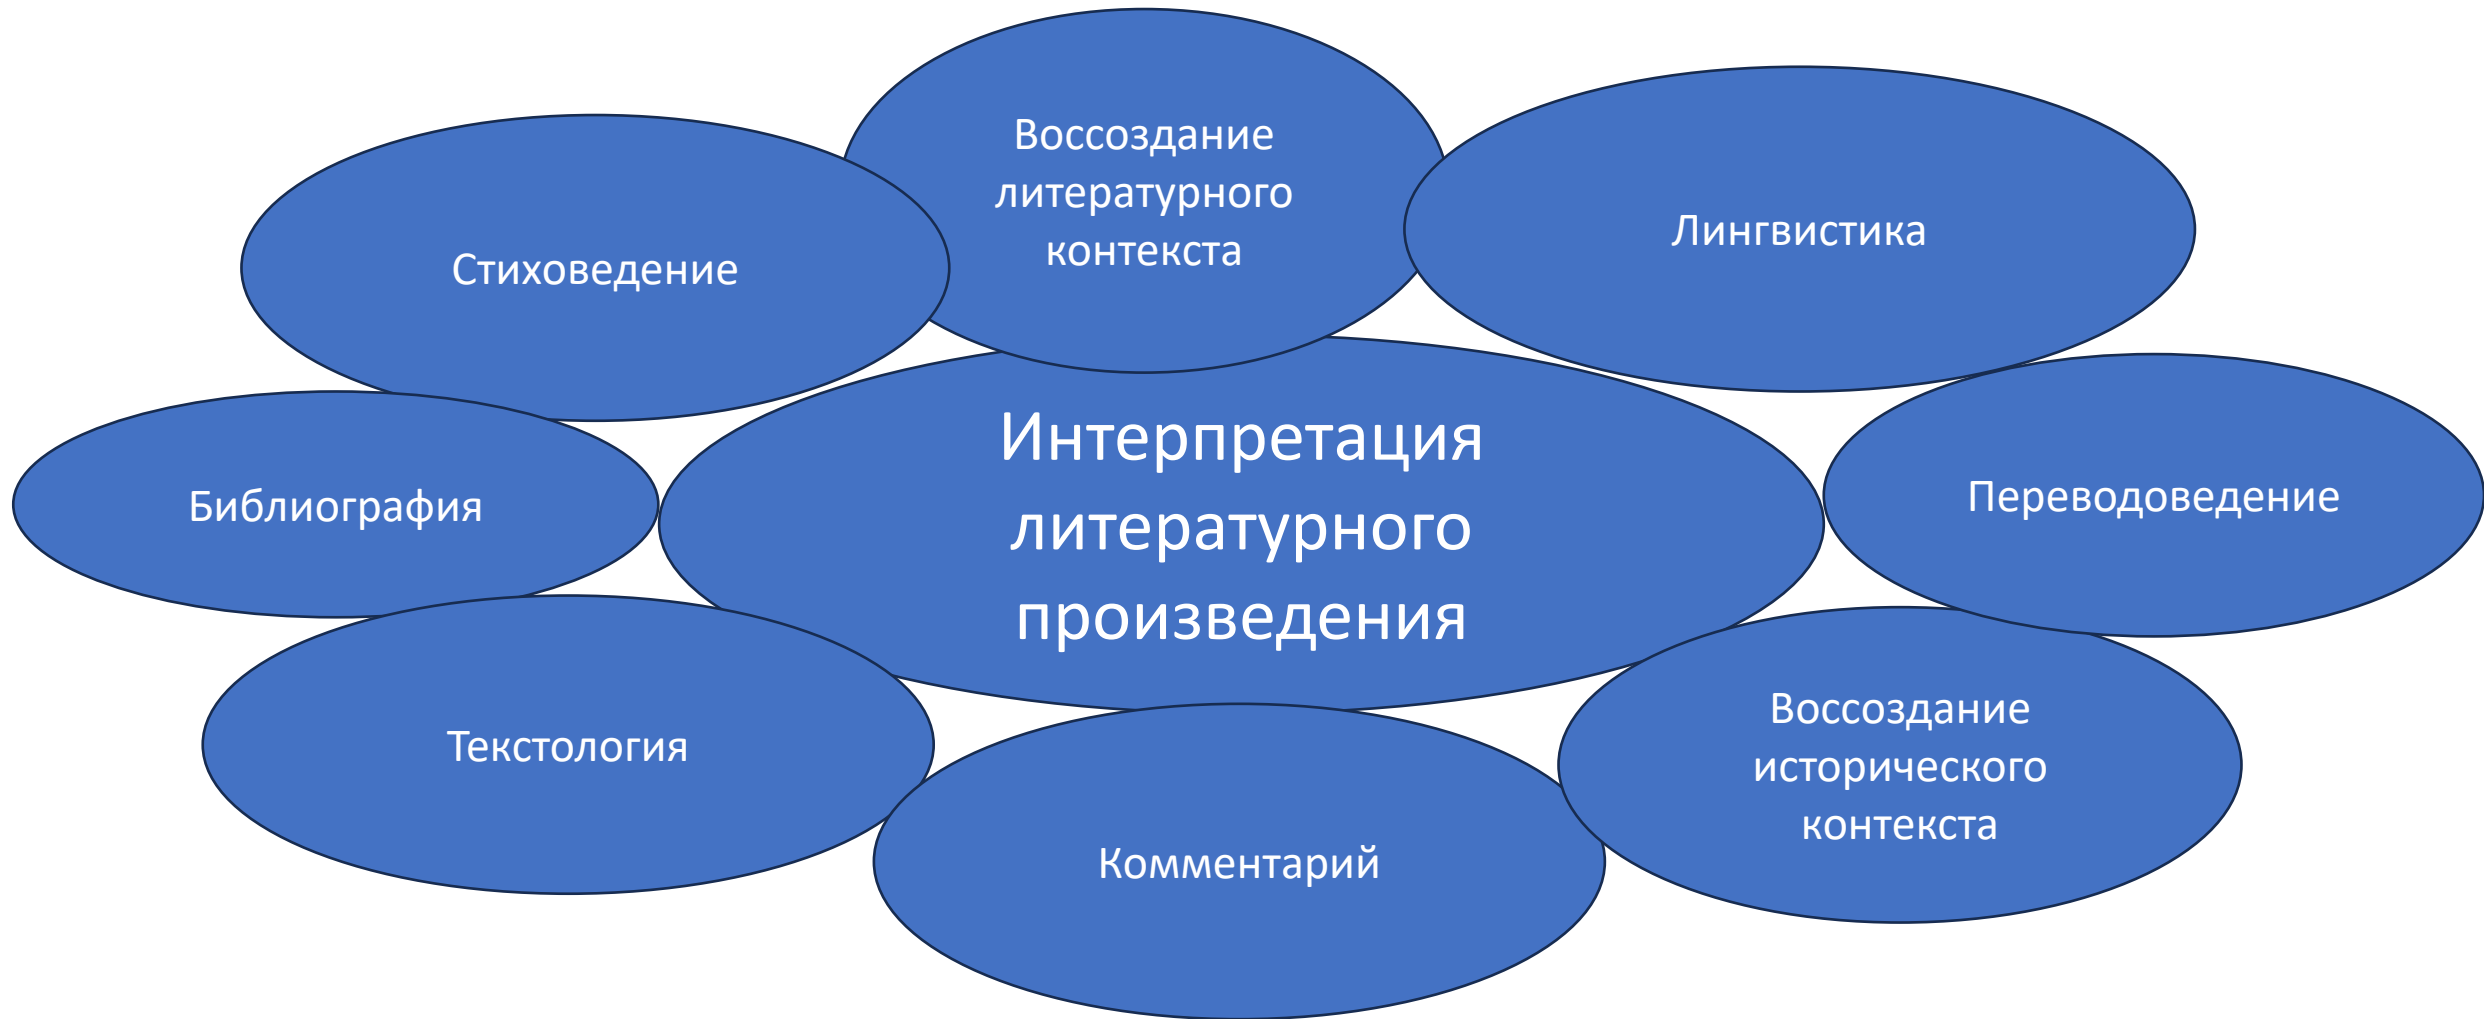 Воссоздание
литературного
контекста
Лингвистика
Стиховедение
Интерпретация
литературного
произведения
Библиография
Переводоведение
Текстология
Воссоздание
исторического
контекста
Комментарий